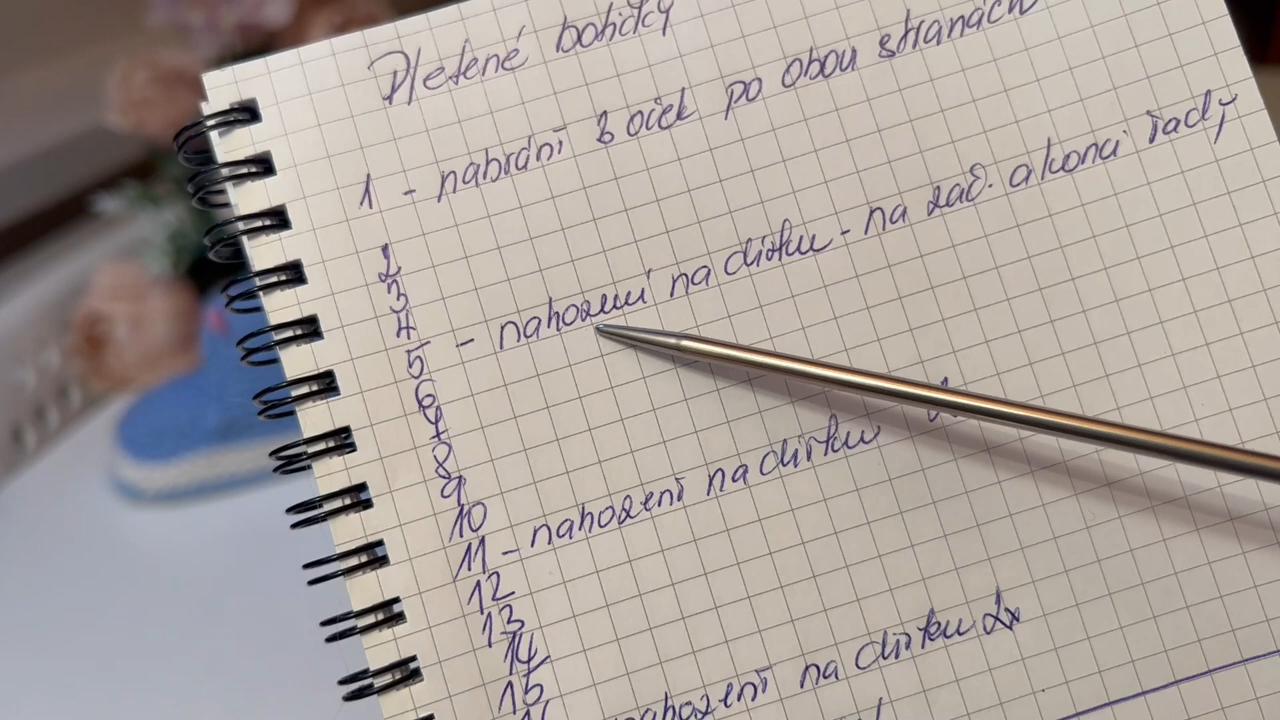 Pletené botičky
1 - nabrání 3 oček po obou stranách
2
3
4
5 - nahození na dírku - na zač. a konci řady
6
7
8
9
10
11 - nahození na dírku
12
13
14
15
nahození na dírku 2x